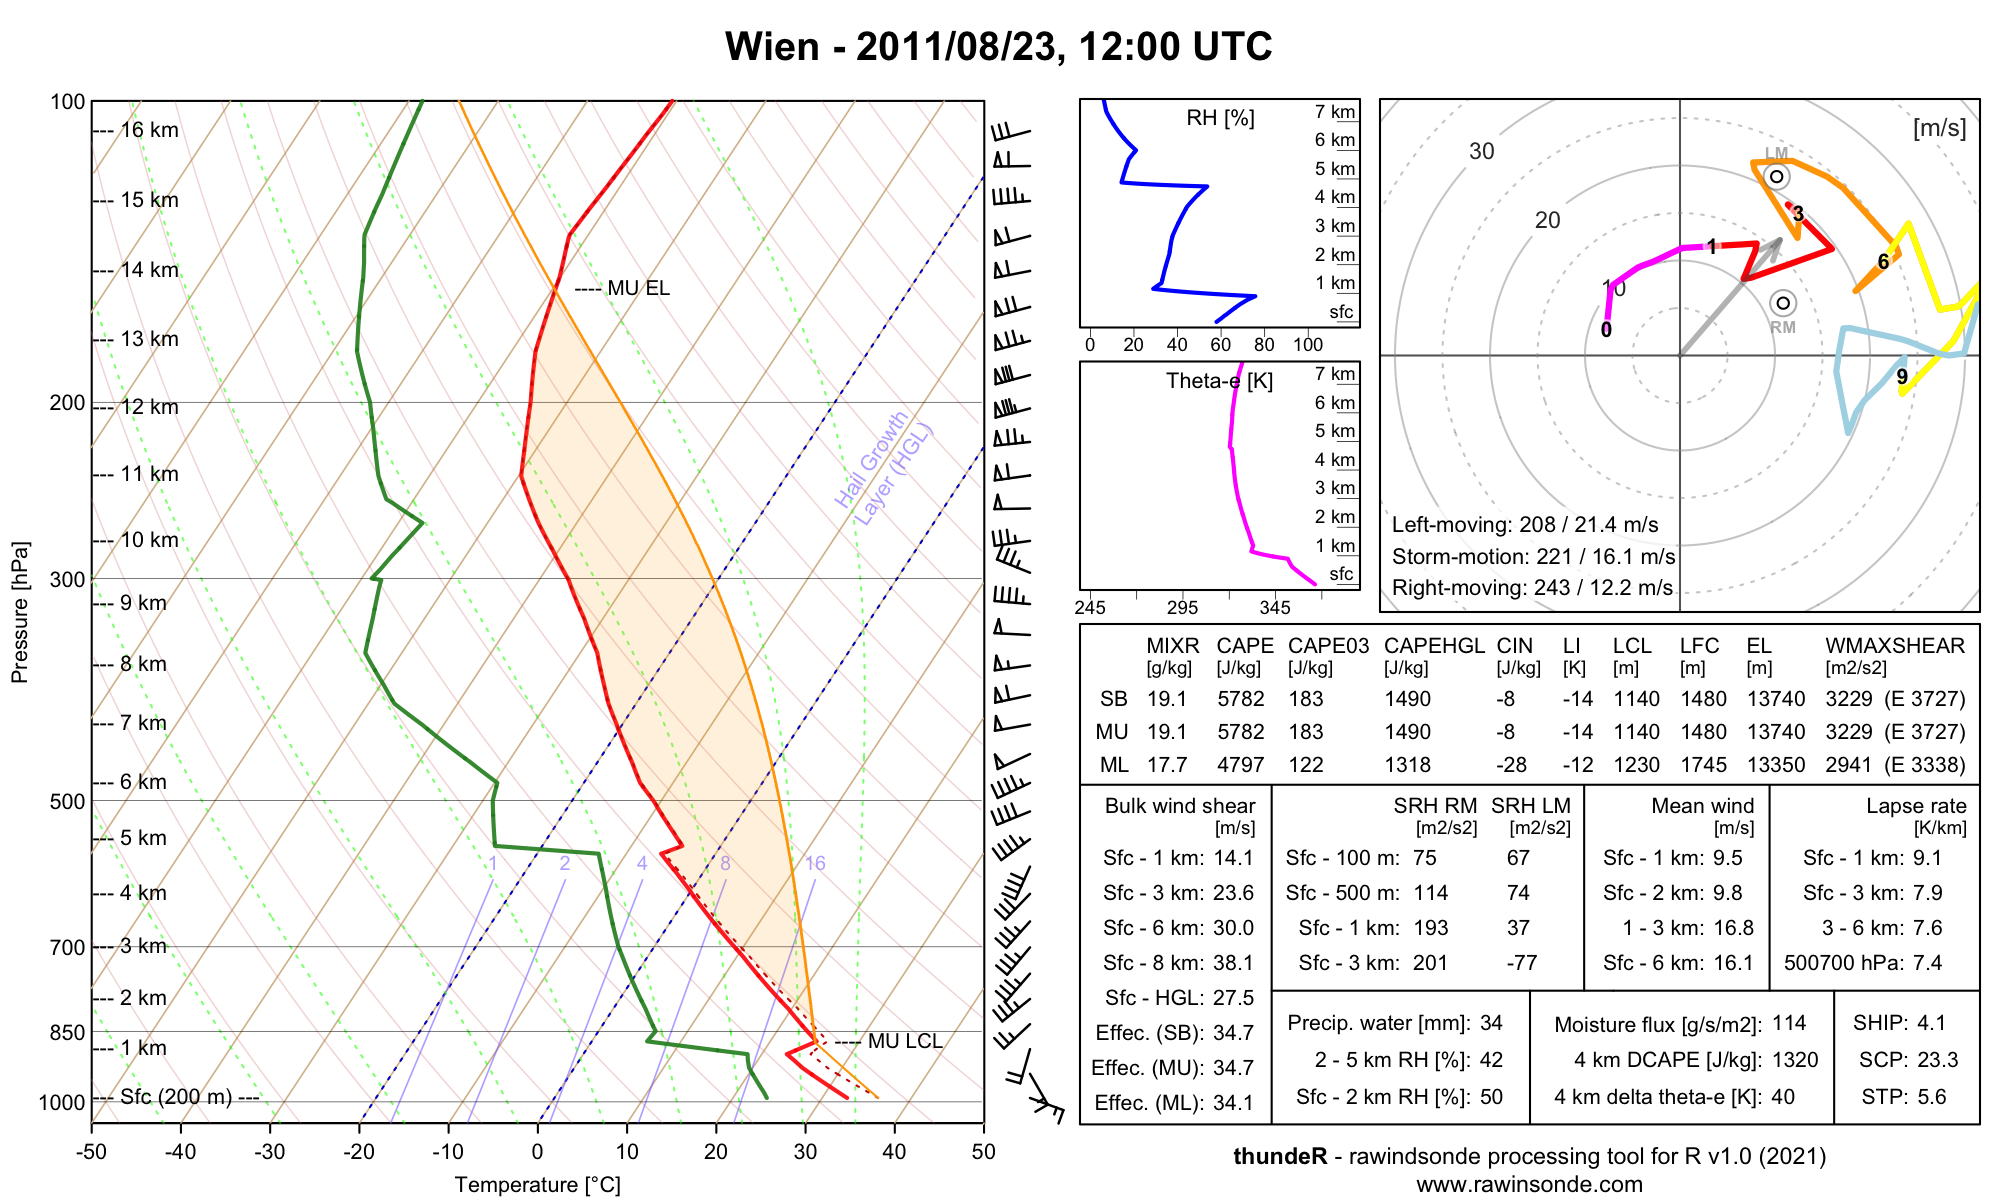 Wien - 2011/08/23, 12:00 UTC
Pressure [hPa]
100
200
300
500
700
850
1000
--- 16 km
--- 15 km
--- 14 km
--- 13 km
--- 12 km
--- 11 km
--- 10 km
--- 9 km
--- 8 km
--- 7 km
--- 6 km
--- 5 km
--- 4 km
--- 3 km
--- 2 km
--- 1 km
--- Sfc (200 m) ---
---- MU EL
---- MU LCL
Hail Growth
Layer (HGL)
1 2 4 8 16
-50 -40 -30 -20 -10 0 10 20 30 40 50
Temperature [°C]
RH [%]
7 km
6 km
5 km
4 km
3 km
2 km
1 km
sfc
0 20 40 60 80 100
Theta-e [K]
7 km
6 km
5 km
4 km
3 km
2 km
1 km
sfc
245 295 345
[m/s]
30
20
10
LM
RM
0
1
3
6
9
Left-moving: 208 / 21.4 m/s
Storm-motion: 221 / 16.1 m/s
Right-moving: 243 / 12.2 m/s
MIXR CAPE CAPE03 CAPEHGL CIN LI LCL LFC EL WMAXSHEAR
[g/kg] [J/kg] [J/kg] [J/kg] [J/kg] [K] [m] [m] [m] [m2/s2]
SB 19.1 5782 183 1490 -8 -14 1140 1480 13740 3229 (E 3727)
MU 19.1 5782 183 1490 -8 -14 1140 1480 13740 3229 (E 3727)
ML 17.7 4797 122 1318 -28 -12 1230 1745 13350 2941 (E 3338)
Bulk wind shear
[m/s]
Sfc - 1 km: 14.1
Sfc - 3 km: 23.6
Sfc - 6 km: 30.0
Sfc - 8 km: 38.1
Sfc - HGL: 27.5
Effec. (SB): 34.7
Effec. (MU): 34.7
Effec. (ML): 34.1
SRH RM SRH LM
[m2/s2] [m2/s2]
Sfc - 100 m: 75 67
Sfc - 500 m: 114 74
Sfc - 1 km: 193 37
Sfc - 3 km: 201 -77
Mean wind
[m/s]
Sfc - 1 km: 9.5
Sfc - 2 km: 9.8
1 - 3 km: 16.8
Sfc - 6 km: 16.1
Lapse rate
[K/km]
Sfc - 1 km: 9.1
Sfc - 3 km: 7.9
3 - 6 km: 7.6
500700 hPa: 7.4
Precip. water [mm]: 34
2 - 5 km RH [%]: 42
Sfc - 2 km RH [%]: 50
Moisture flux [g/s/m2]: 114
4 km DCAPE [J/kg]: 1320
4 km delta theta-e [K]: 40
SHIP: 4.1
SCP: 23.3
STP: 5.6
thundeR - rawindsonde processing tool for R v1.0 (2021)
www.rawinsonde.com